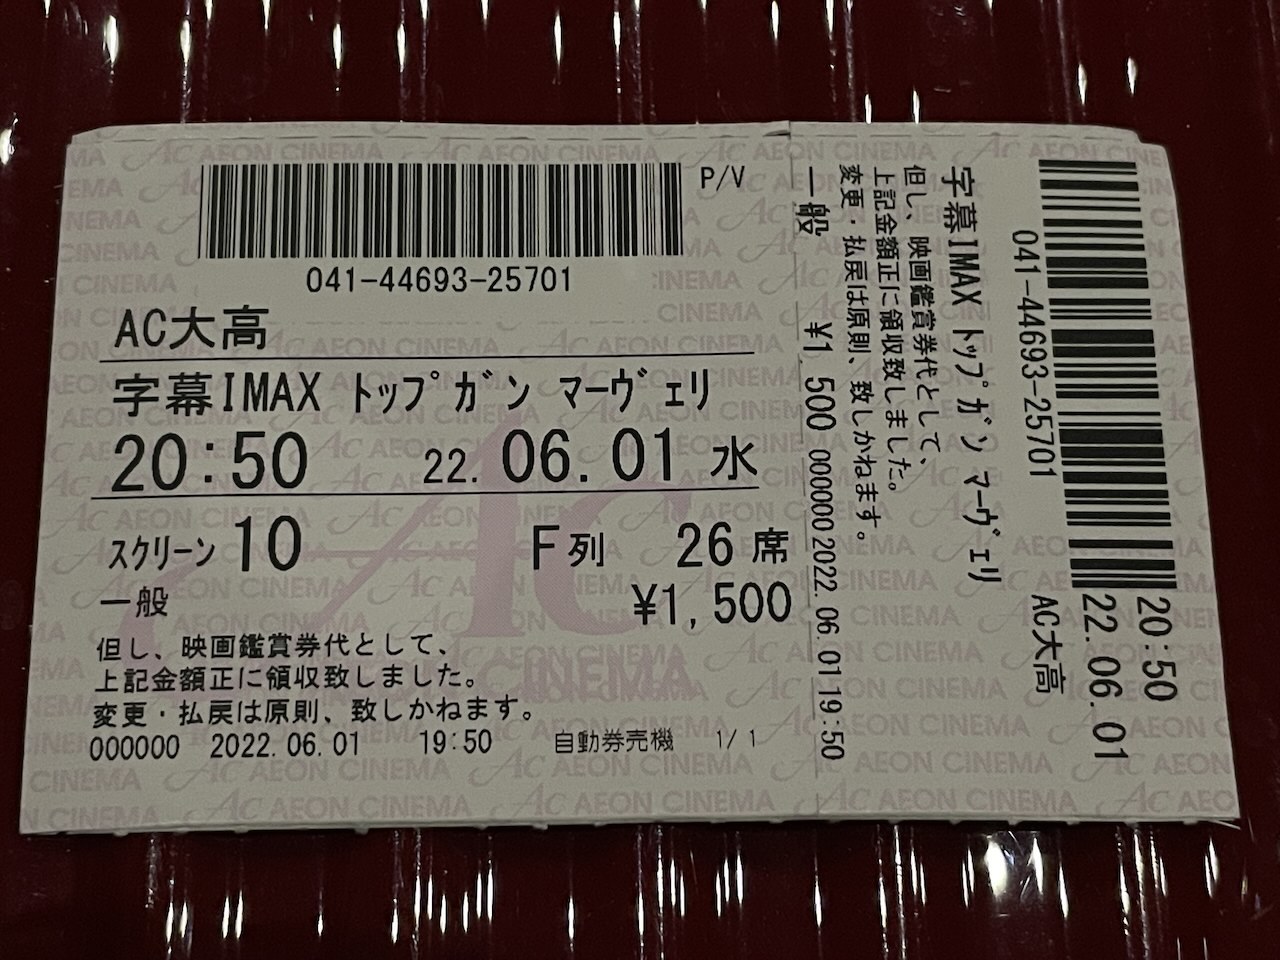 P/V
041-44693-25701
AC大高
字幕IMAX トップガン マーヴェリ
20:50 22.06.01 水
スクリーン10 F列 26席
一般 ¥1,500
但し、映画鑑賞券代として、
上記金額正に領収致しました。
変更・払戻は原則、致しかねます。
000000 2022.06.01 19:50 自動券売機 1/1
041-44693-25701
20:50
22.06.01
AC大高
字幕IMAX トップガン マーヴェリ
但し、映画鑑賞券代として、
上記金額正に領収致しました。
変更・払戻は原則、致しかねます。
一般 ¥1,500 000000 2022.06.01 19:50
AC AEON CINEMA